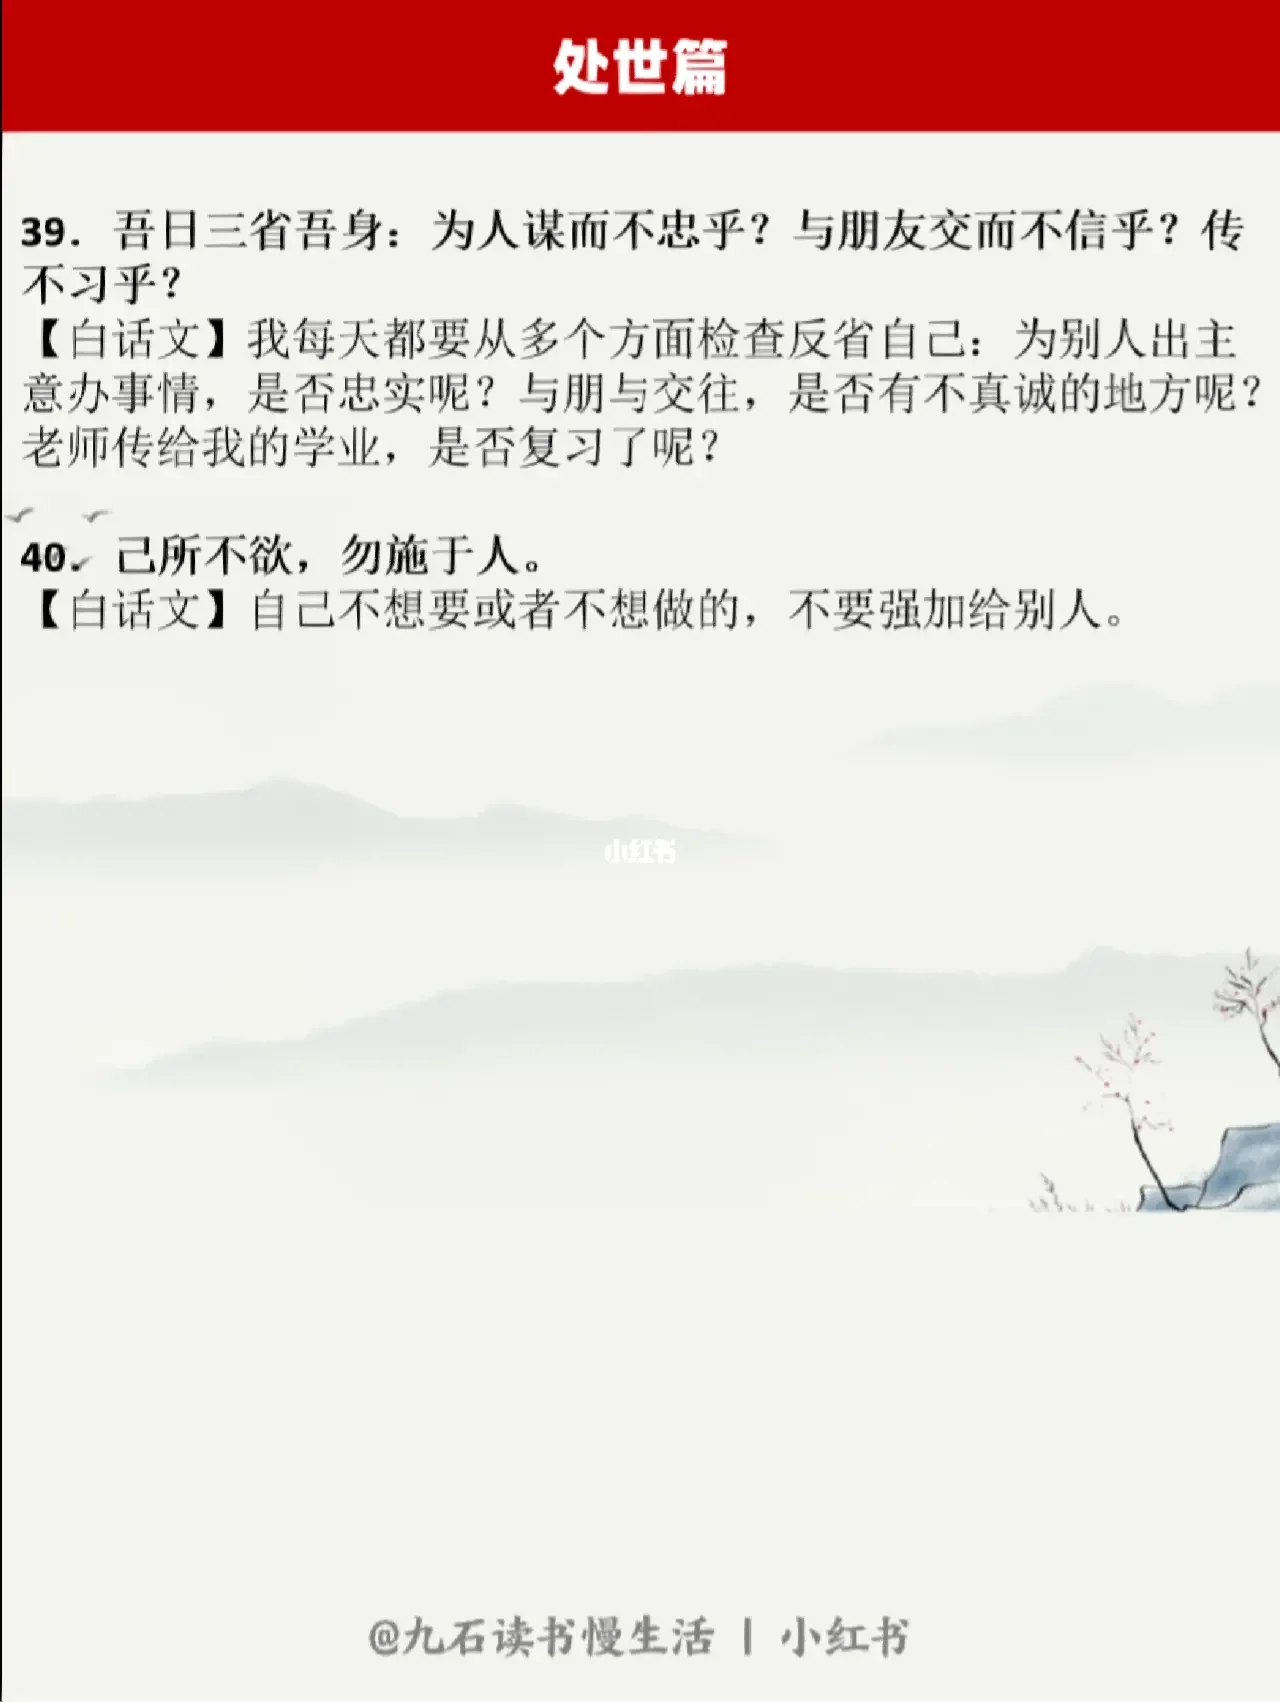 处世篇
39. 吾日三省吾身：为人谋而不忠乎？与朋友交而不信乎？传
不习乎？
【白话文】我每天都要从多个方面检查反省自己：为别人出主
意办事情，是否忠实呢？与朋与交往，是否有不真诚的地方呢？
老师传给我的学业，是否复习了呢？
40. 己所不欲，勿施于人。
【白话文】自己不想要或者不想做的，不要强加给别人。
小红书
@九石读书慢生活 | 小红书